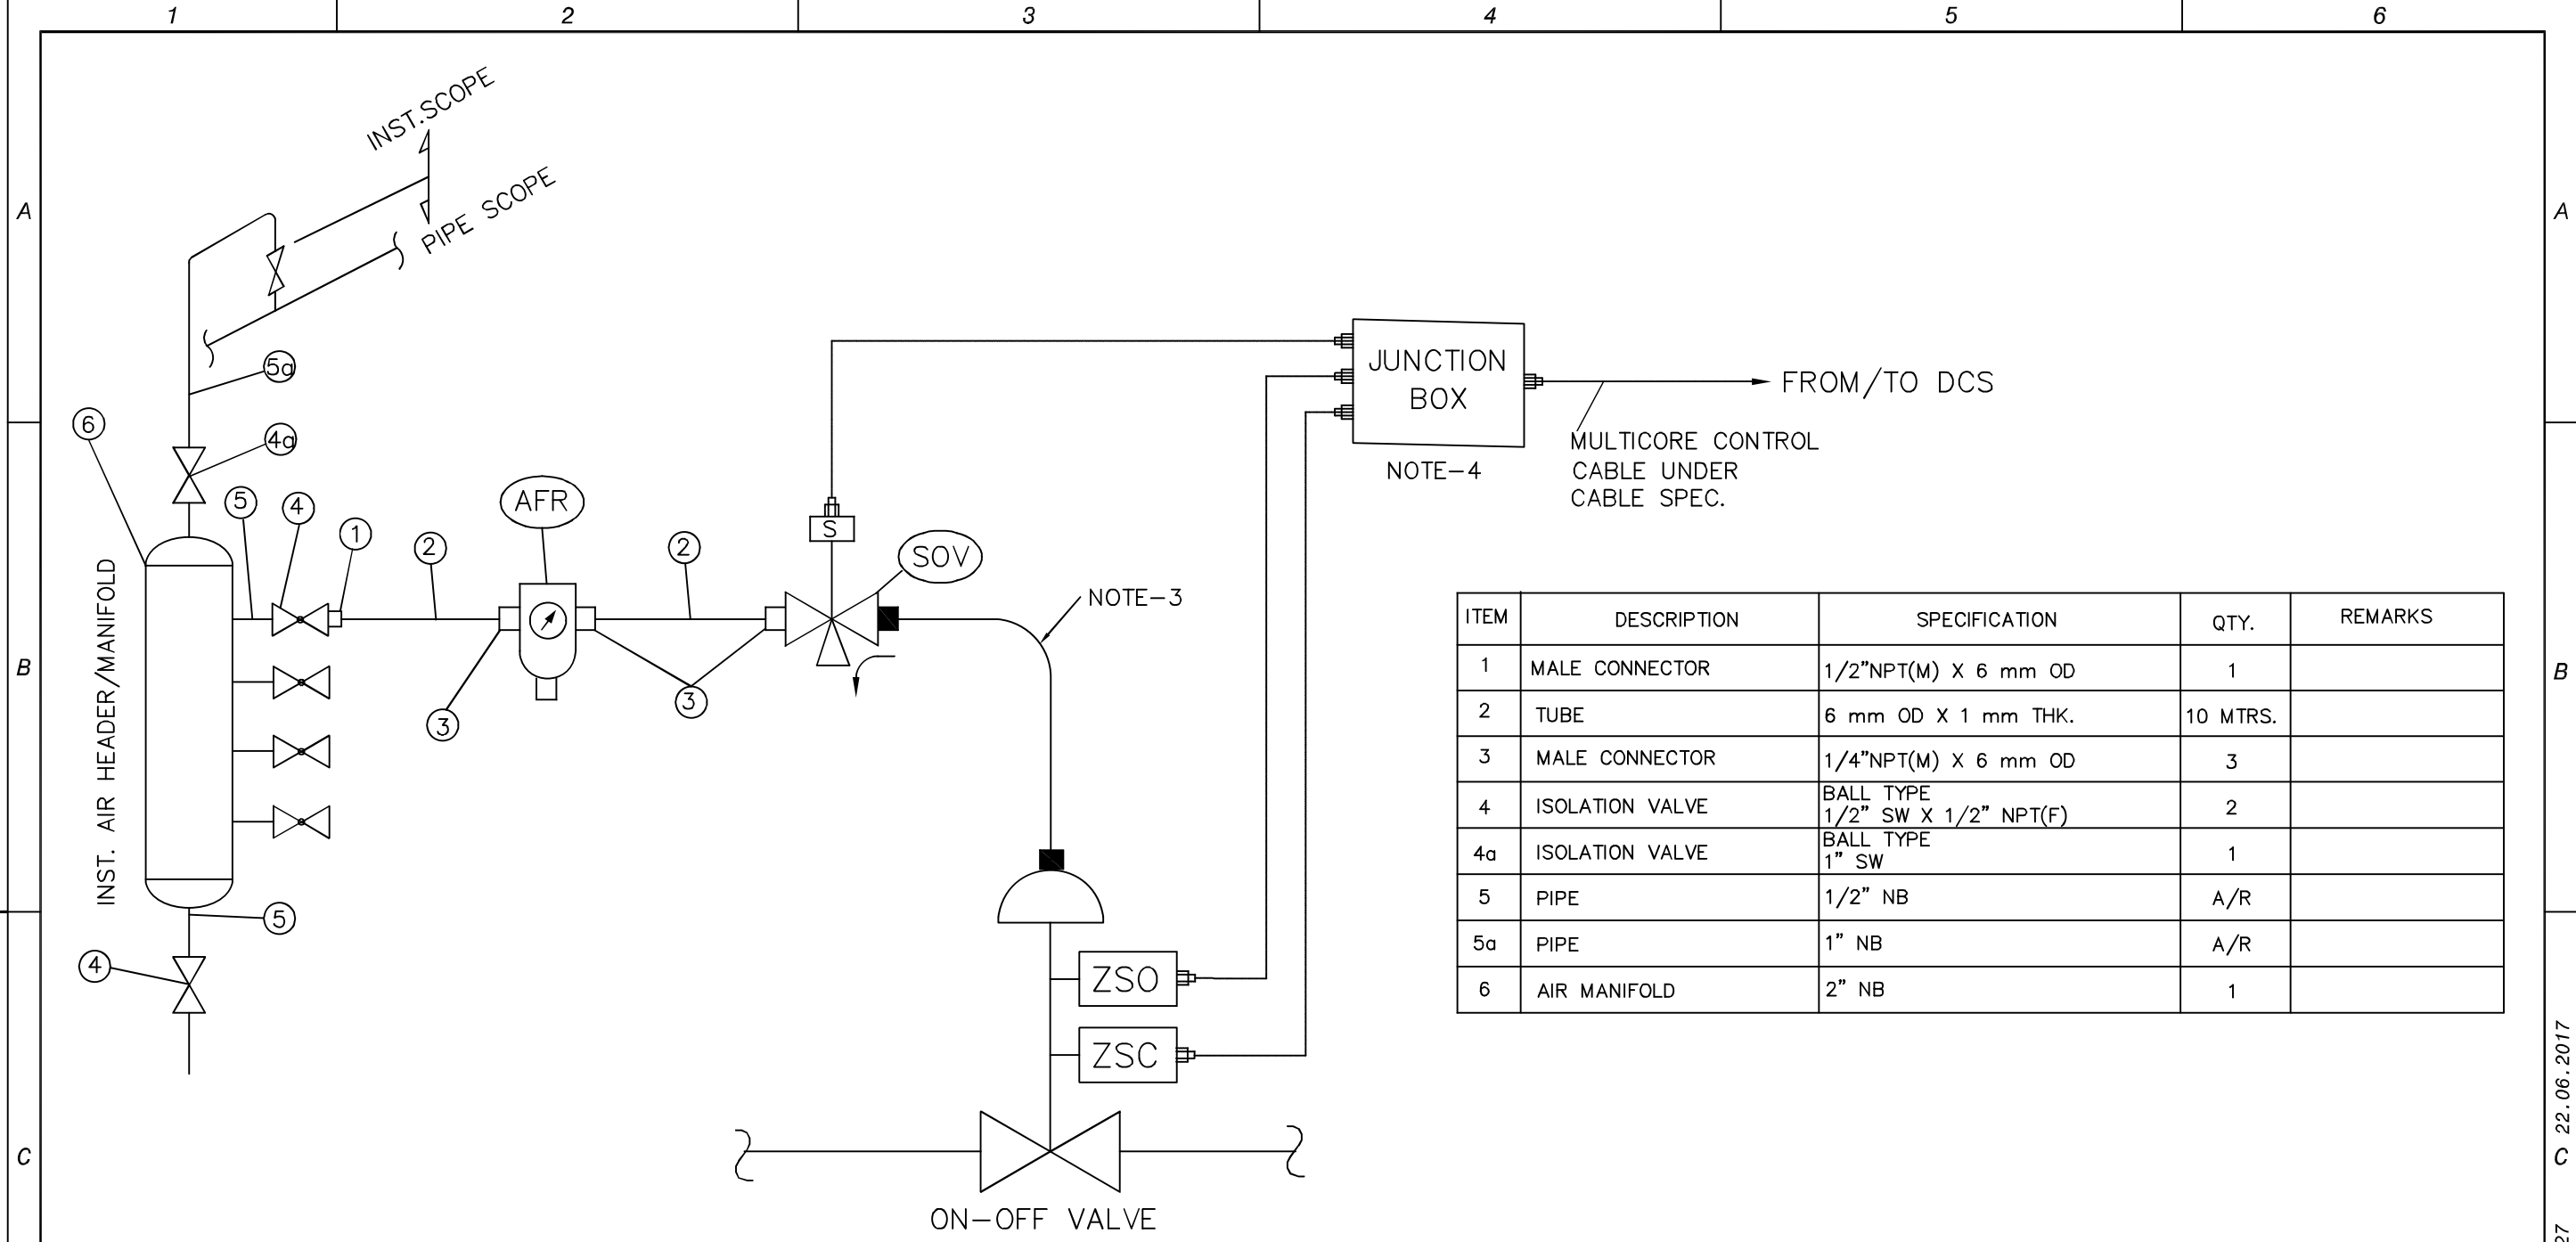 1 2 3 4 5 6
A A
INST.SCOPE
PIPE SCOPE
5a
6
4a
5 4 1 2
AFR
2
S
SOV
NOTE-3
JUNCTION
BOX
NOTE-4
FROM/TO DCS
MULTICORE CONTROL
CABLE UNDER
CABLE SPEC.
B B
INST. AIR HEADER/MANIFOLD
3
3
5
4
ZSO
ZSC
ON-OFF VALVE
ITEM DESCRIPTION SPECIFICATION QTY. REMARKS
1 MALE CONNECTOR 1/2"NPT(M) X 6 mm OD 1
2 TUBE 6 mm OD X 1 mm THK. 10 MTRS.
3 MALE CONNECTOR 1/4"NPT(M) X 6 mm OD 3
4 ISOLATION VALVE BALL TYPE
1/2" SW X 1/2" NPT(F) 2
4a ISOLATION VALVE BALL TYPE
1" SW 1
5 PIPE 1/2" NB A/R
5a PIPE 1" NB A/R
6 AIR MANIFOLD 2" NB 1
C C
22.06.2017